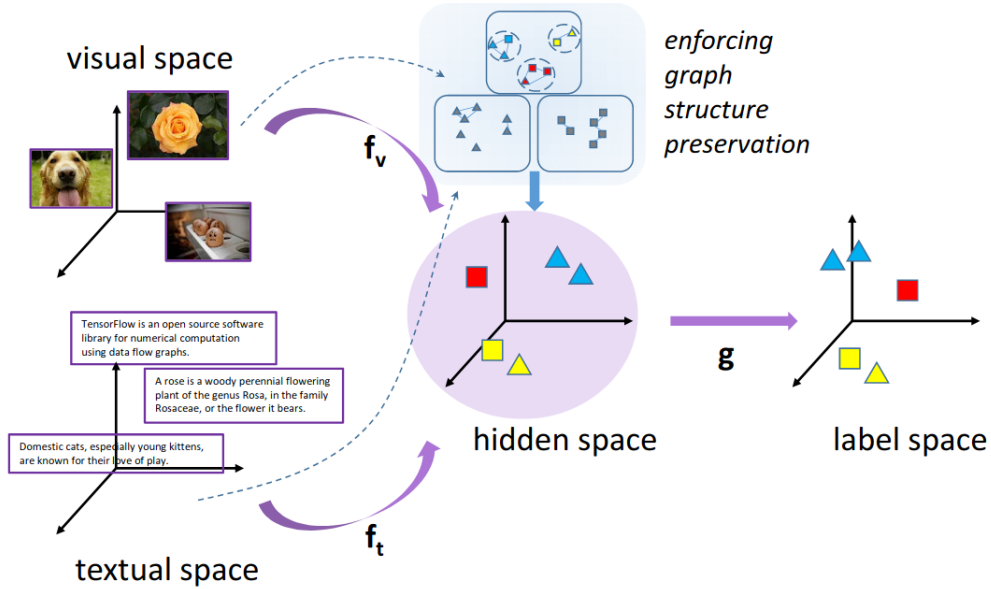 visual space
enforcing
graph
structure
preservation
f_v
TensorFlow is an open source software
library for numerical computation
using data flow graphs.
A rose is a woody perennial flowering
plant of the genus Rosa, in the family
Rosaceae, or the flower it bears.
Domestic cats, especially young kittens,
are known for their love of play.
g
hidden space
label space
f_t
textual space